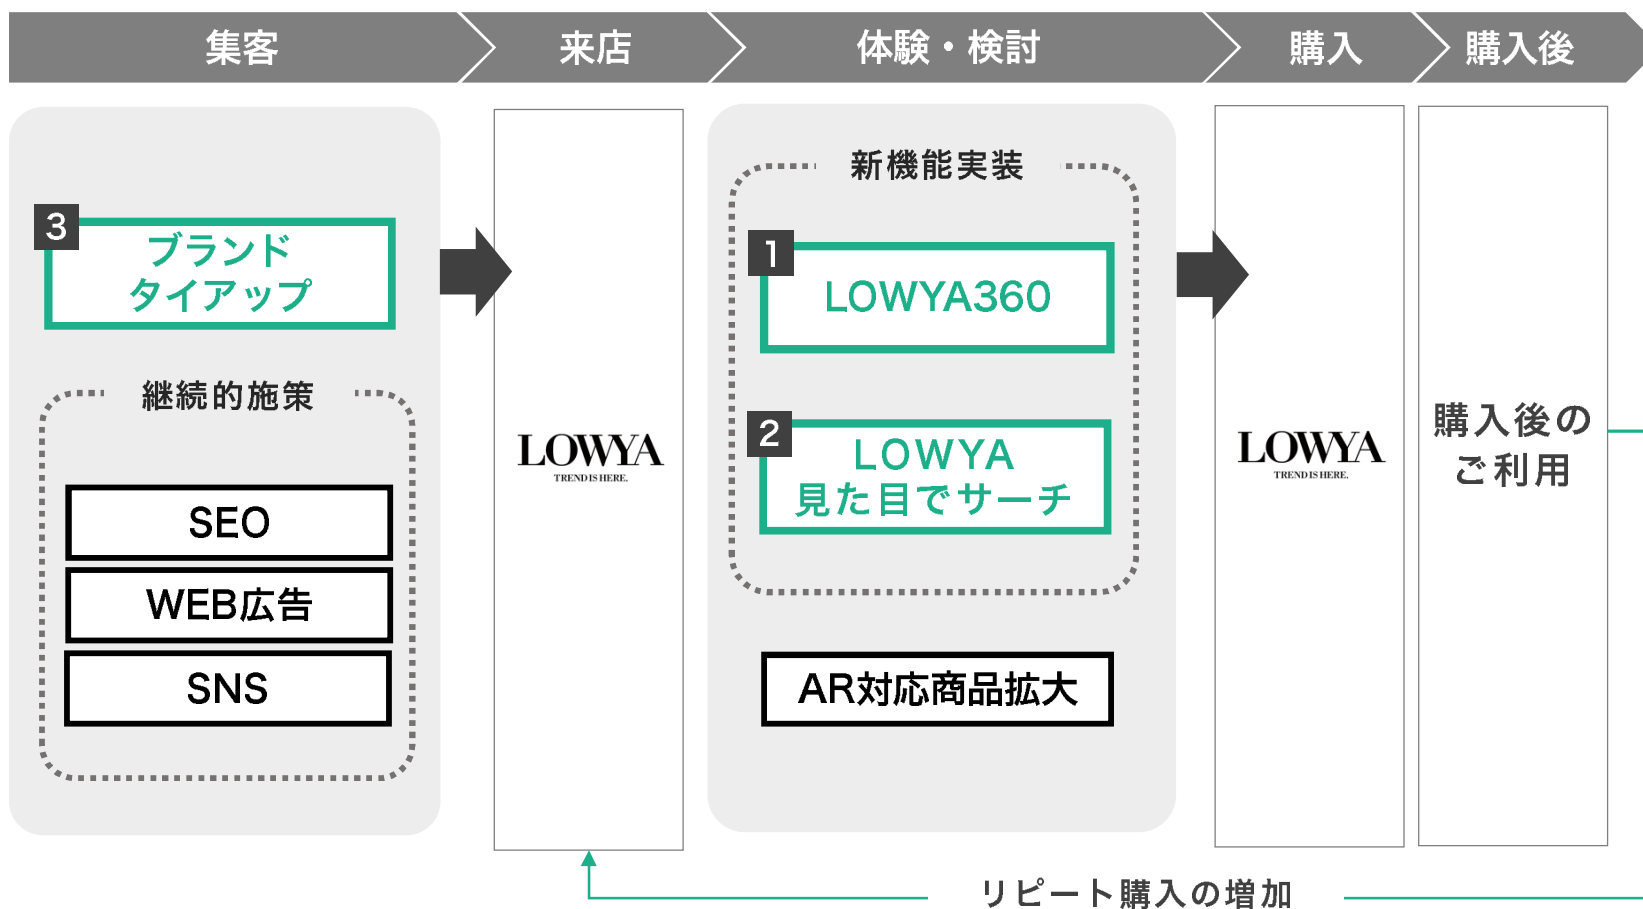 集客
来店
体験・検討
購入
購入後
3
ブランド
タイアップ
継続的施策
SEO
WEB広告
SNS
LOWYA
TREND IS HERE.
新機能実装
1
LOWYA360
2
LOWYA
見た目でサーチ
AR対応商品拡大
LOWYA
TREND IS HERE.
購入後の
ご利用
リピート購入の増加